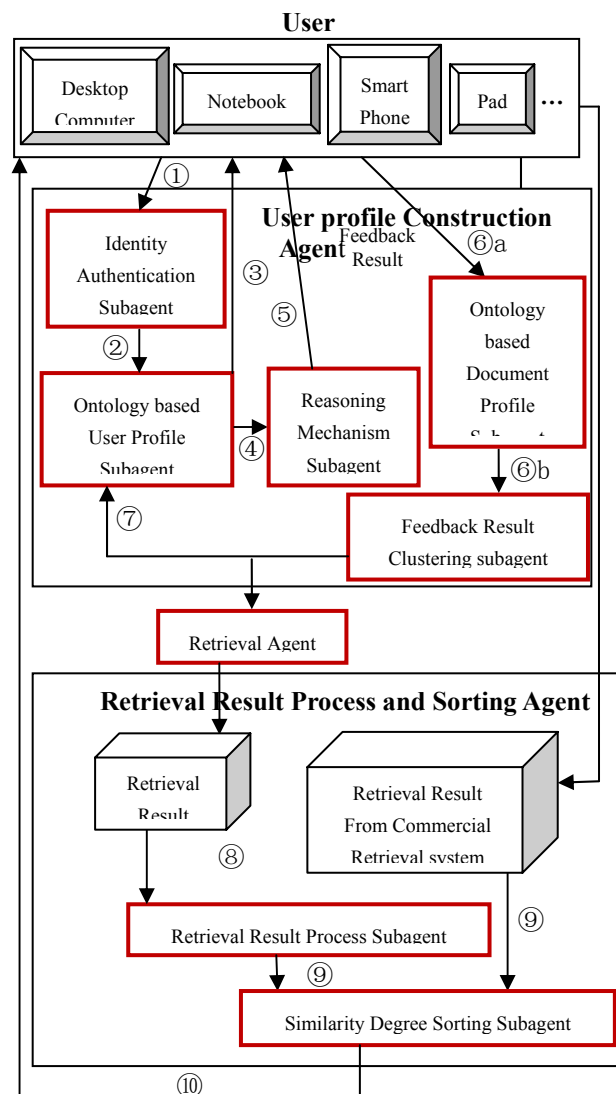 User
Desktop
Computer
Notebook
Smart
Phone
Pad
...
①
User profile Construction
Agent
Feedback
Result
⑥a
Identity
Authentication
Subagent
③
⑤
②
Ontology
based
Document
Profile
Ontology based
User Profile
Subagent
④
Reasoning
Mechanism
Subagent
⑥b
⑦
Feedback Result
Clustering subagent
Retrieval Agent
Retrieval Result Process and Sorting Agent
Retrieval
Result
Retrieval Result
From Commercial
Retrieval system
⑧
⑨
Retrieval Result Process Subagent
⑨
Similarity Degree Sorting Subagent
⑩